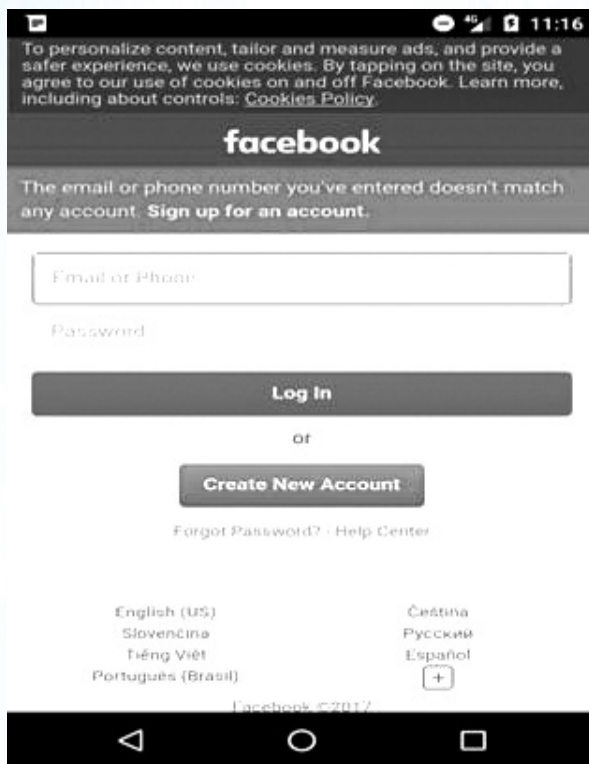 11:16
To personalize content, tailor and measure ads, and provide a
safer experience, we use cookies. By tapping on the site, you
agree to our use of cookies on and off Facebook. Learn more,
including about controls: Cookies Policy.
facebook
The email or phone number you've entered doesn't match
any account. Sign up for an account.
Email or Phone
Password
Log In
or
Create New Account
Forgot Password? · Help Center
English (US) Čeština
Slovenčina Русский
Tiếng Việt Español
Português (Brasil) +
Facebook ©2017